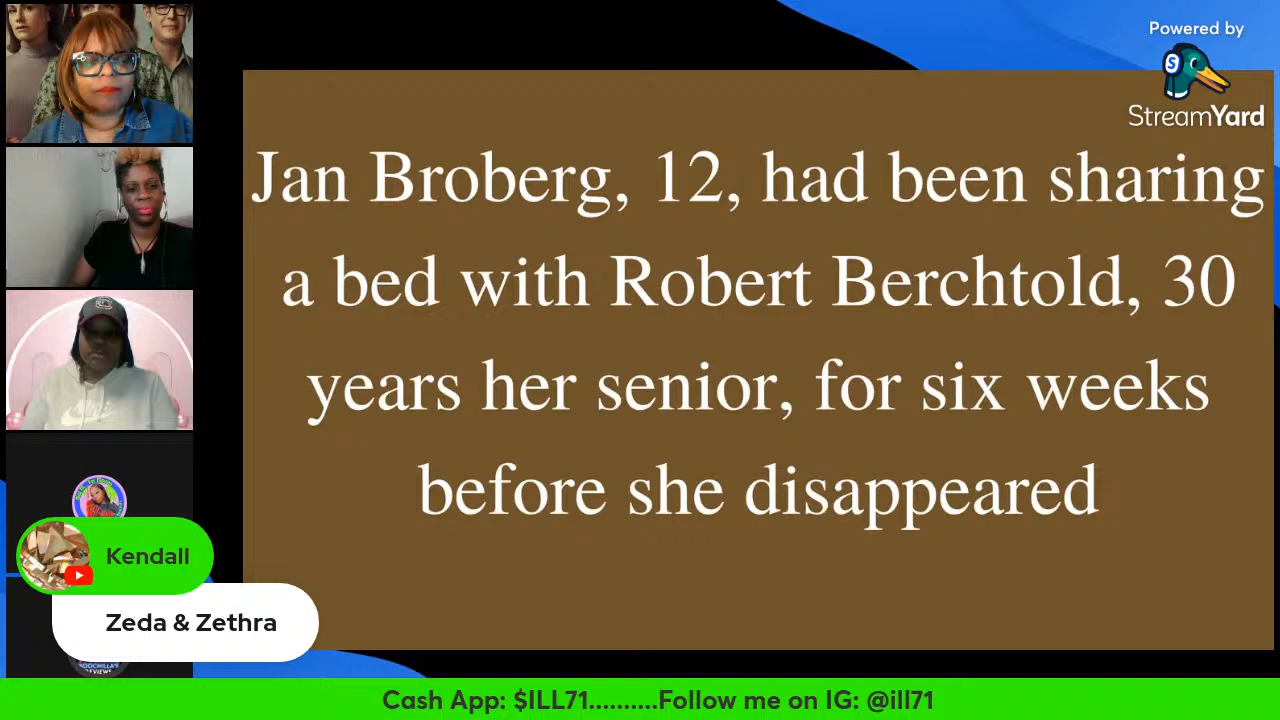 Powered by
StreamYard
Jan Broberg, 12, had been sharing
a bed with Robert Berchtold, 30
years her senior, for six weeks
before she disappeared
Kendall
Zeda & Zethra
Cash App: $ILL71..........Follow me on IG: @ill71